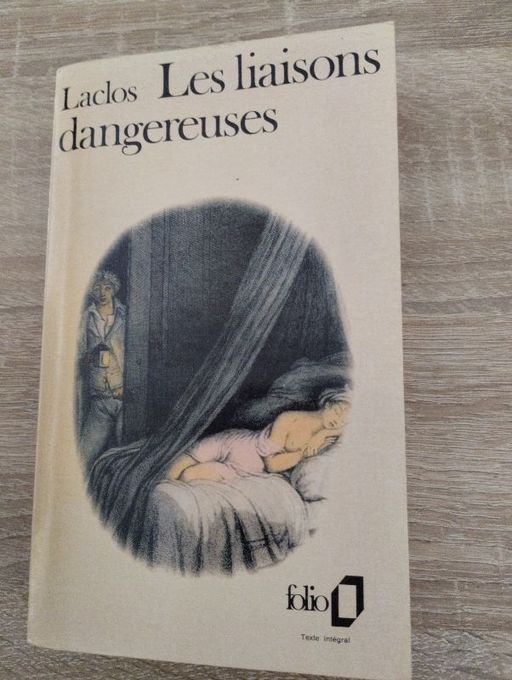 Laclos Les liaisons
dangereuses
folio
Texte intégral